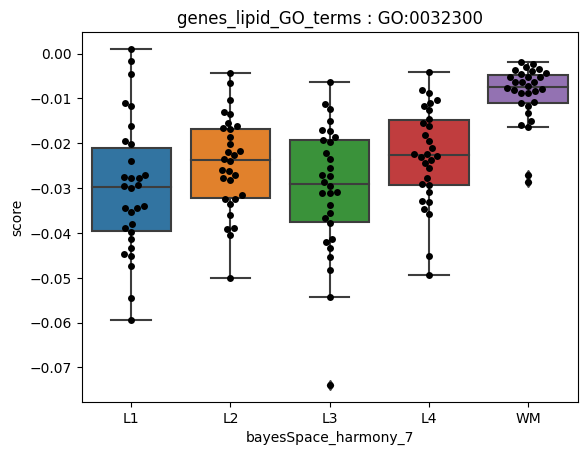 genes_lipid_GO_terms : GO:0032300
0.00
−0.01
−0.02
−0.03
−0.04
−0.05
−0.06
−0.07
score
L1 L2 L3 L4 WM
bayesSpace_harmony_7